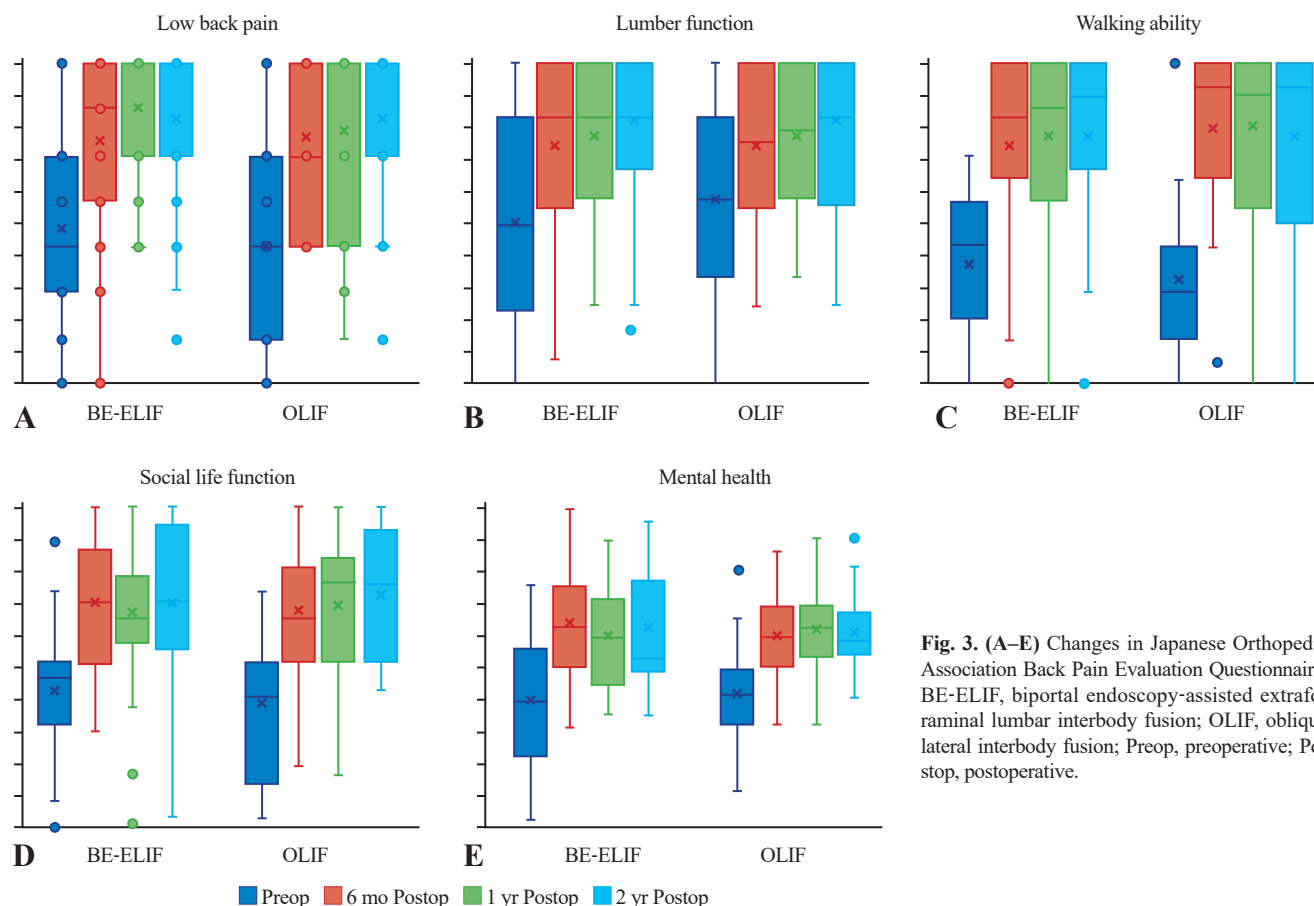 Low back pain
Lumber function
Walking ability
A
BE-ELIF
OLIF
B
BE-ELIF
OLIF
C
BE-ELIF
OLIF
Social life function
Mental health
D
BE-ELIF
OLIF
E
BE-ELIF
OLIF
Fig. 3. (A–E) Changes in Japanese Orthoped
Association Back Pain Evaluation Questionnair
BE-ELIF, biportal endoscopy-assisted extrafo
raminal lumbar interbody fusion; OLIF, obliqu
lateral interbody fusion; Preop, preoperative; Po
stop, postoperative.
Preop 6 mo Postop 1 yr Postop 2 yr Postop